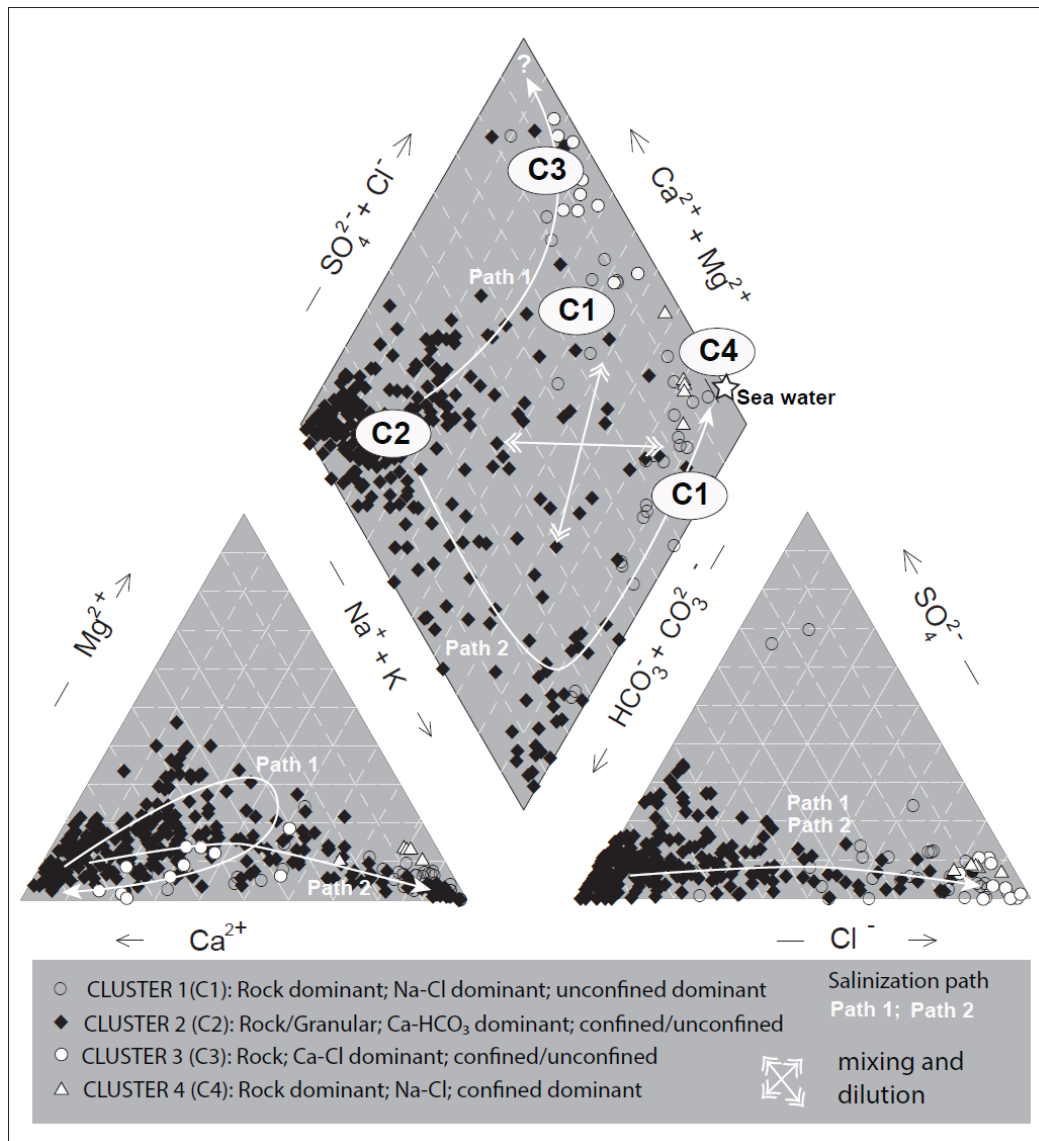 ?
C3
SO₄²⁻ + Cl⁻
Ca²⁺ + Mg²⁺
Path 1
C1
C4
Sea water
C2
C1
Mg²⁺
Na⁺ + K⁺
Path 2
HCO₃⁻ + CO₃²⁻
SO₄²⁻
Path 1
Path 2
Path 1
Path 2
Ca²⁺
Cl⁻
CLUSTER 1(C1): Rock dominant; Na-Cl dominant; unconfined dominant
CLUSTER 2 (C2): Rock/Granular; Ca-HCO₃ dominant; confined/unconfined
CLUSTER 3 (C3): Rock; Ca-Cl dominant; confined/unconfined
CLUSTER 4 (C4): Rock dominant; Na-Cl; confined dominant
Salinization path
Path 1; Path 2
mixing and
dilution